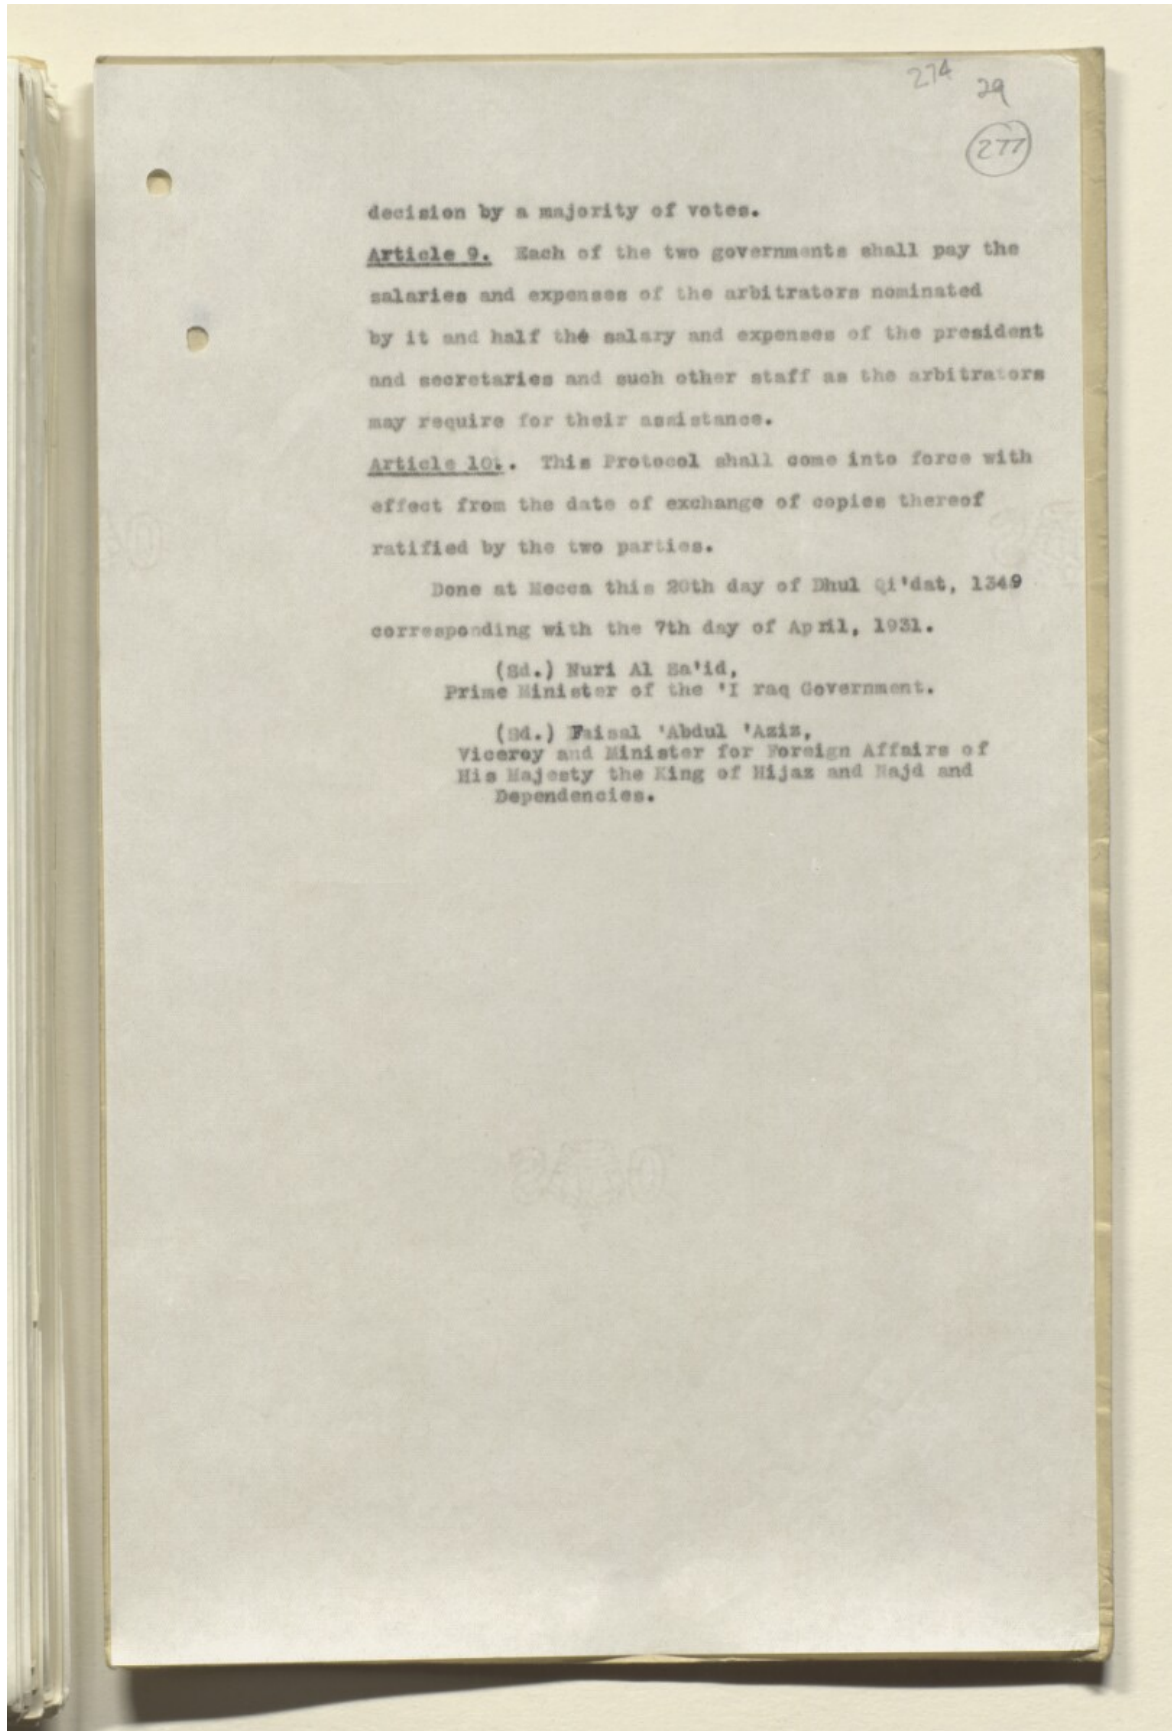 274
29
277
decision by a majority of votes.
Article 9. Each of the two governments shall pay the
salaries and expenses of the arbitrators nominated
by it and half the salary and expenses of the president
and secretaries and such other staff as the arbitrators
may require for their assistance.
Article 10. . This Protocol shall come into force with
effect from the date of exchange of copies thereof
ratified by the two parties.
Done at Mecca this 20th day of Dhul Qi'dat, 1349
corresponding with the 7th day of April, 1931.
(Sd.) Nuri Al Sa'id,
Prime Minister of the 'I raq Government.
(Sd.) Faisal 'Abdul 'Aziz,
Viceroy and Minister for Foreign Affairs of
His Majesty the King of Hijaz and Najd and
Dependencies.